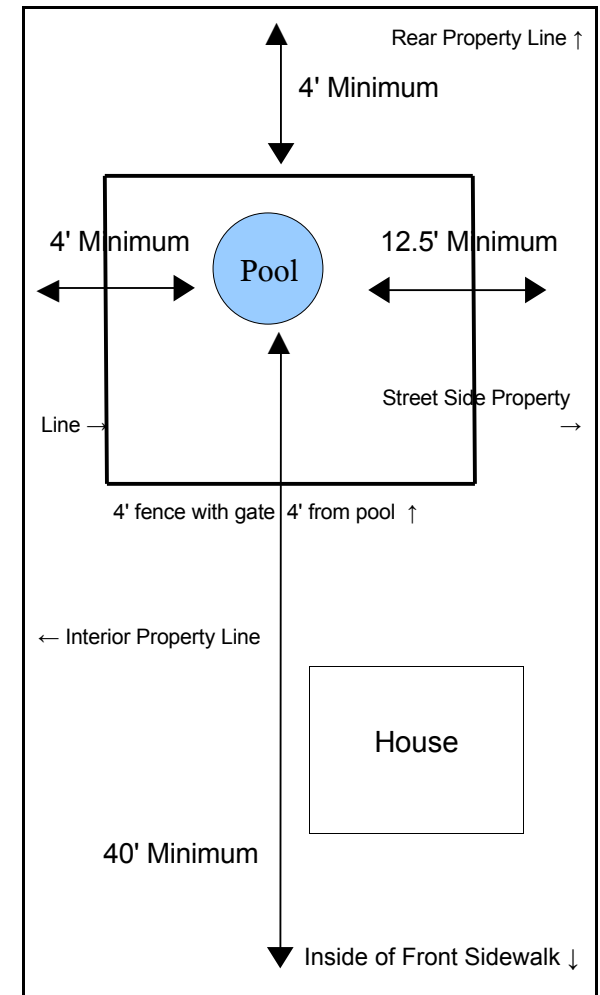 Rear Property Line ↑
4' Minimum
4' Minimum
12.5' Minimum
Pool
Street Side Property
→
Line →
4' fence with gate 4' from pool ↑
← Interior Property Line
House
40' Minimum
Inside of Front Sidewalk ↓